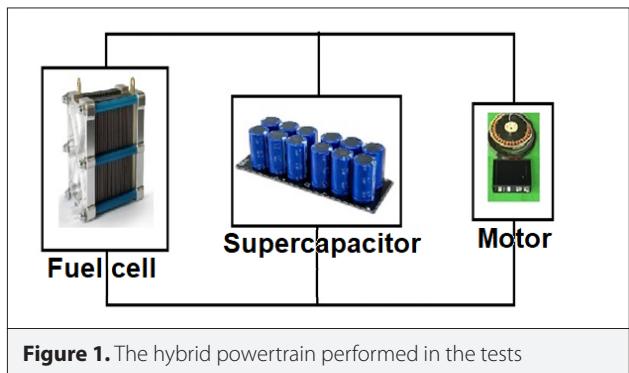 Fuel cell
Supercapacitor
Motor
Figure 1. The hybrid powertrain performed in the tests